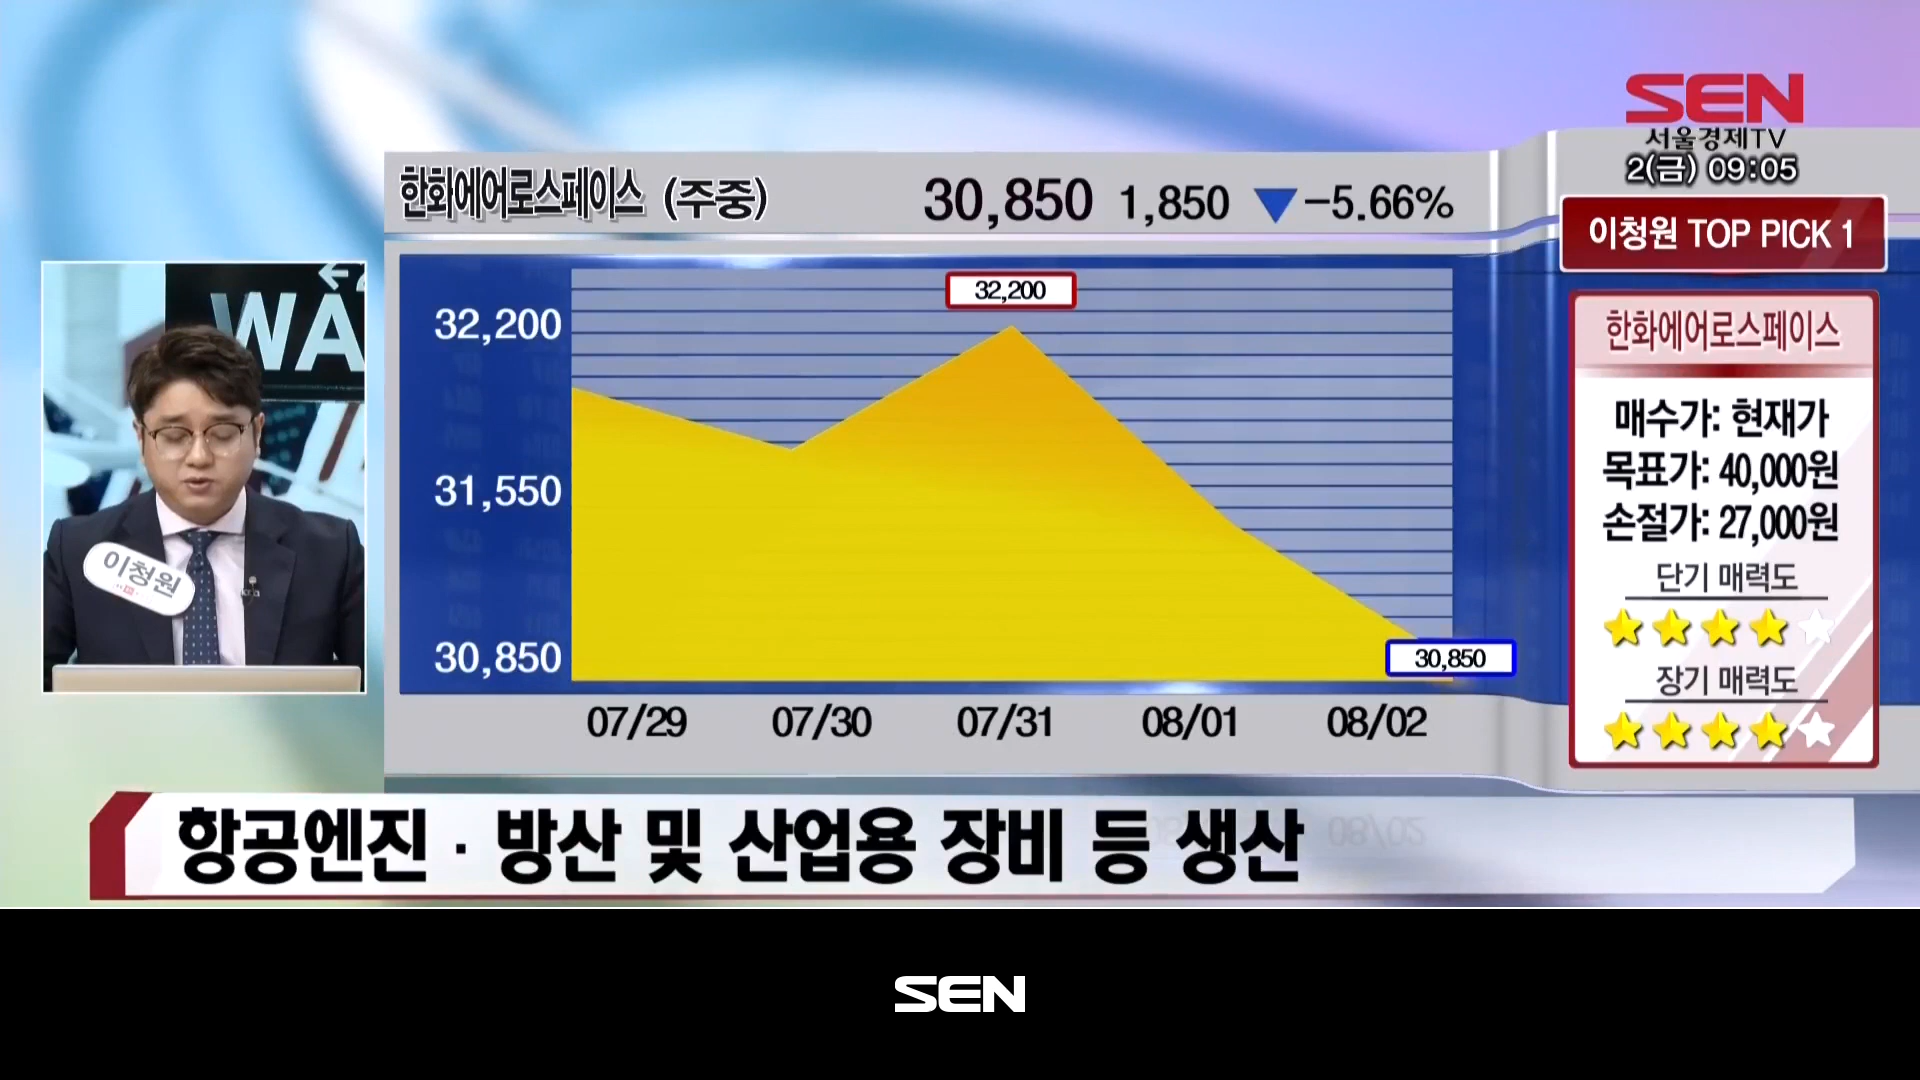 SEN
서울경제TV
2(금) 09:05
한화에어로스페이스 (주중) 30,850 1,850 ▼-5.66%
이청원 TOP PICK 1
한화에어로스페이스
매수가: 현재가
목표가: 40,000원
손절가: 27,000원
단기 매력도
장기 매력도
32,200
32,200
31,550
30,850
30,850
07/29 07/30 07/31 08/01 08/02
WA
이청원
항공엔진 · 방산 및 산업용 장비 등 생산
SEN